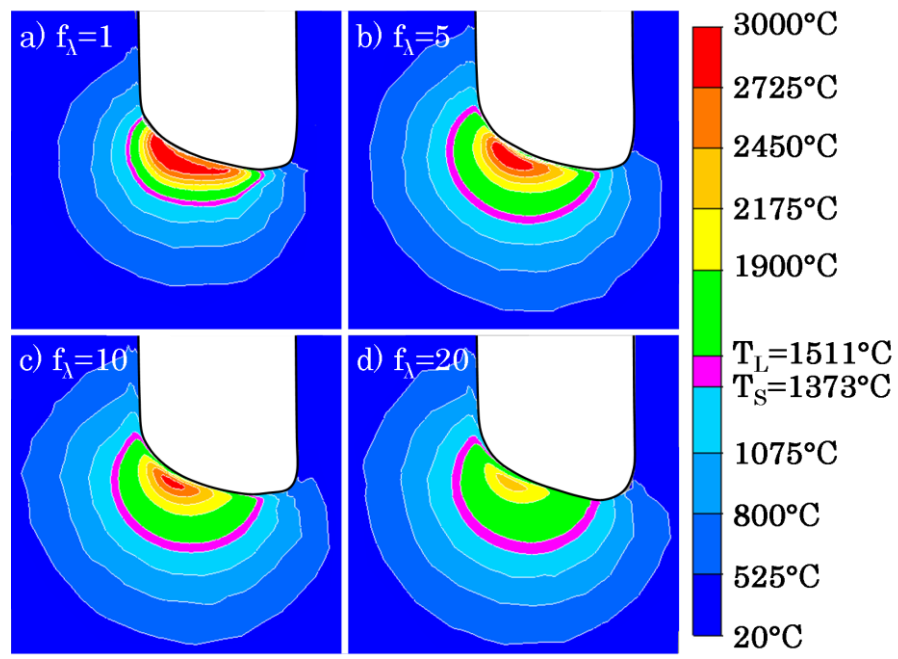 a) fλ=1
b) fλ=5
c) fλ=10
d) fλ=20
3000°C
2725°C
2450°C
2175°C
1900°C
TL=1511°C
TS=1373°C
1075°C
800°C
525°C
20°C